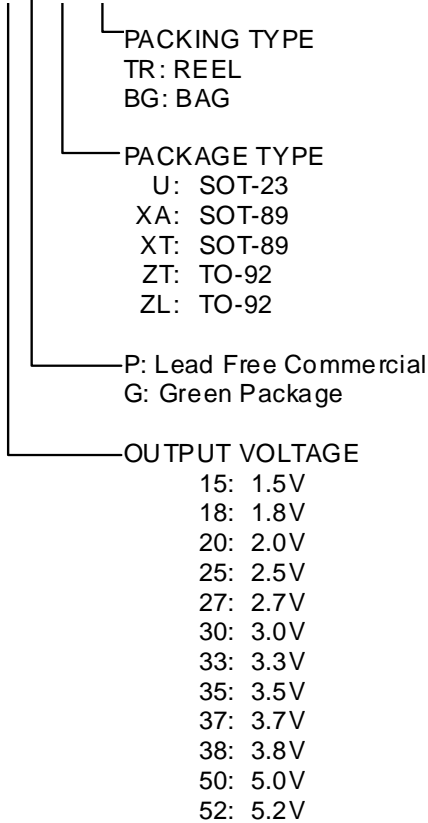 PACKING TYPE
TR: REEL
BG: BAG
PACKAGE TYPE
U: SOT-23
XA: SOT-89
XT: SOT-89
ZT: TO-92
ZL: TO-92
P: Lead Free Commercial
G: Green Package
OUTPUT VOLTAGE
15: 1.5V
18: 1.8V
20: 2.0V
25: 2.5V
27: 2.7V
30: 3.0V
33: 3.3V
35: 3.5V
37: 3.7V
38: 3.8V
50: 5.0V
52: 5.2V